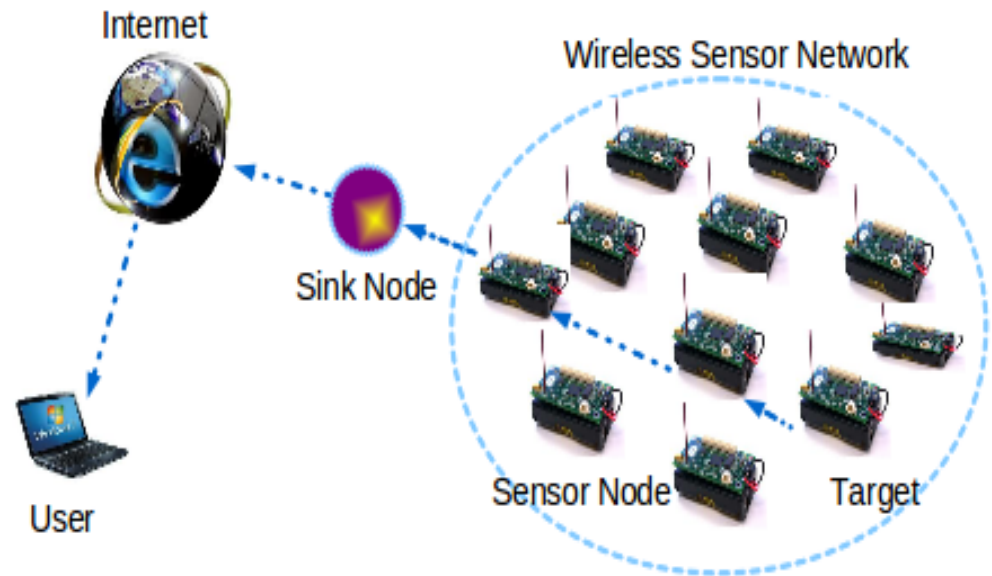 Internet
Wireless Sensor Network
Sink Node
Sensor Node
Target
User